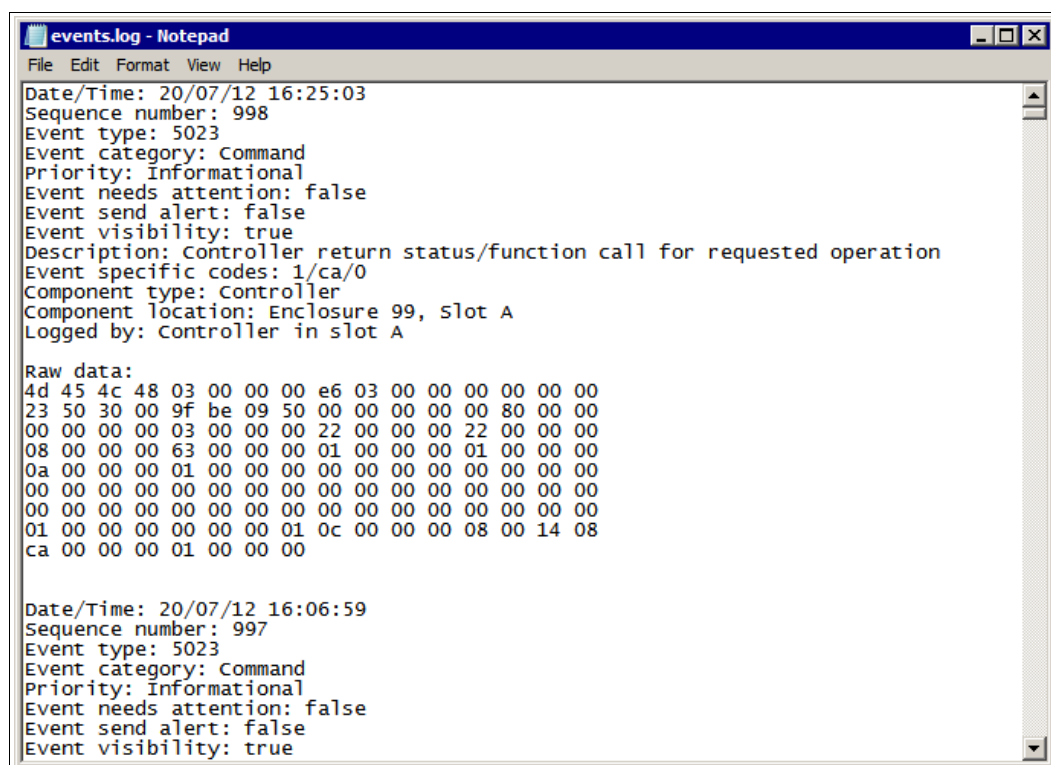 events.log - Notepad
File Edit Format View Help
Date/Time: 20/07/12 16:25:03
Sequence number: 998
Event type: 5023
Event category: Command
Priority: Informational
Event needs attention: false
Event send alert: false
Event visibility: true
Description: Controller return status/function call for requested operation
Event specific codes: 1/ca/0
Component type: Controller
Component location: Enclosure 99, Slot A
Logged by: Controller in slot A
Raw data:
4d 45 4c 48 03 00 00 00 e6 03 00 00 00 00 00 00
23 50 30 00 9f be 09 50 00 00 00 00 00 80 00 00
00 00 00 00 03 00 00 00 22 00 00 00 22 00 00 00
08 00 00 00 63 00 00 00 01 00 00 00 01 00 00 00
0a 00 00 00 01 00 00 00 00 00 00 00 00 00 00 00
00 00 00 00 00 00 00 00 00 00 00 00 00 00 00 00
00 00 00 00 00 00 00 00 00 00 00 00 00 00 00 00
01 00 00 00 00 00 00 01 0c 00 00 00 08 00 14 08
ca 00 00 00 01 00 00 00
Date/Time: 20/07/12 16:06:59
Sequence number: 997
Event type: 5023
Event category: Command
Priority: Informational
Event needs attention: false
Event send alert: false
Event visibility: true